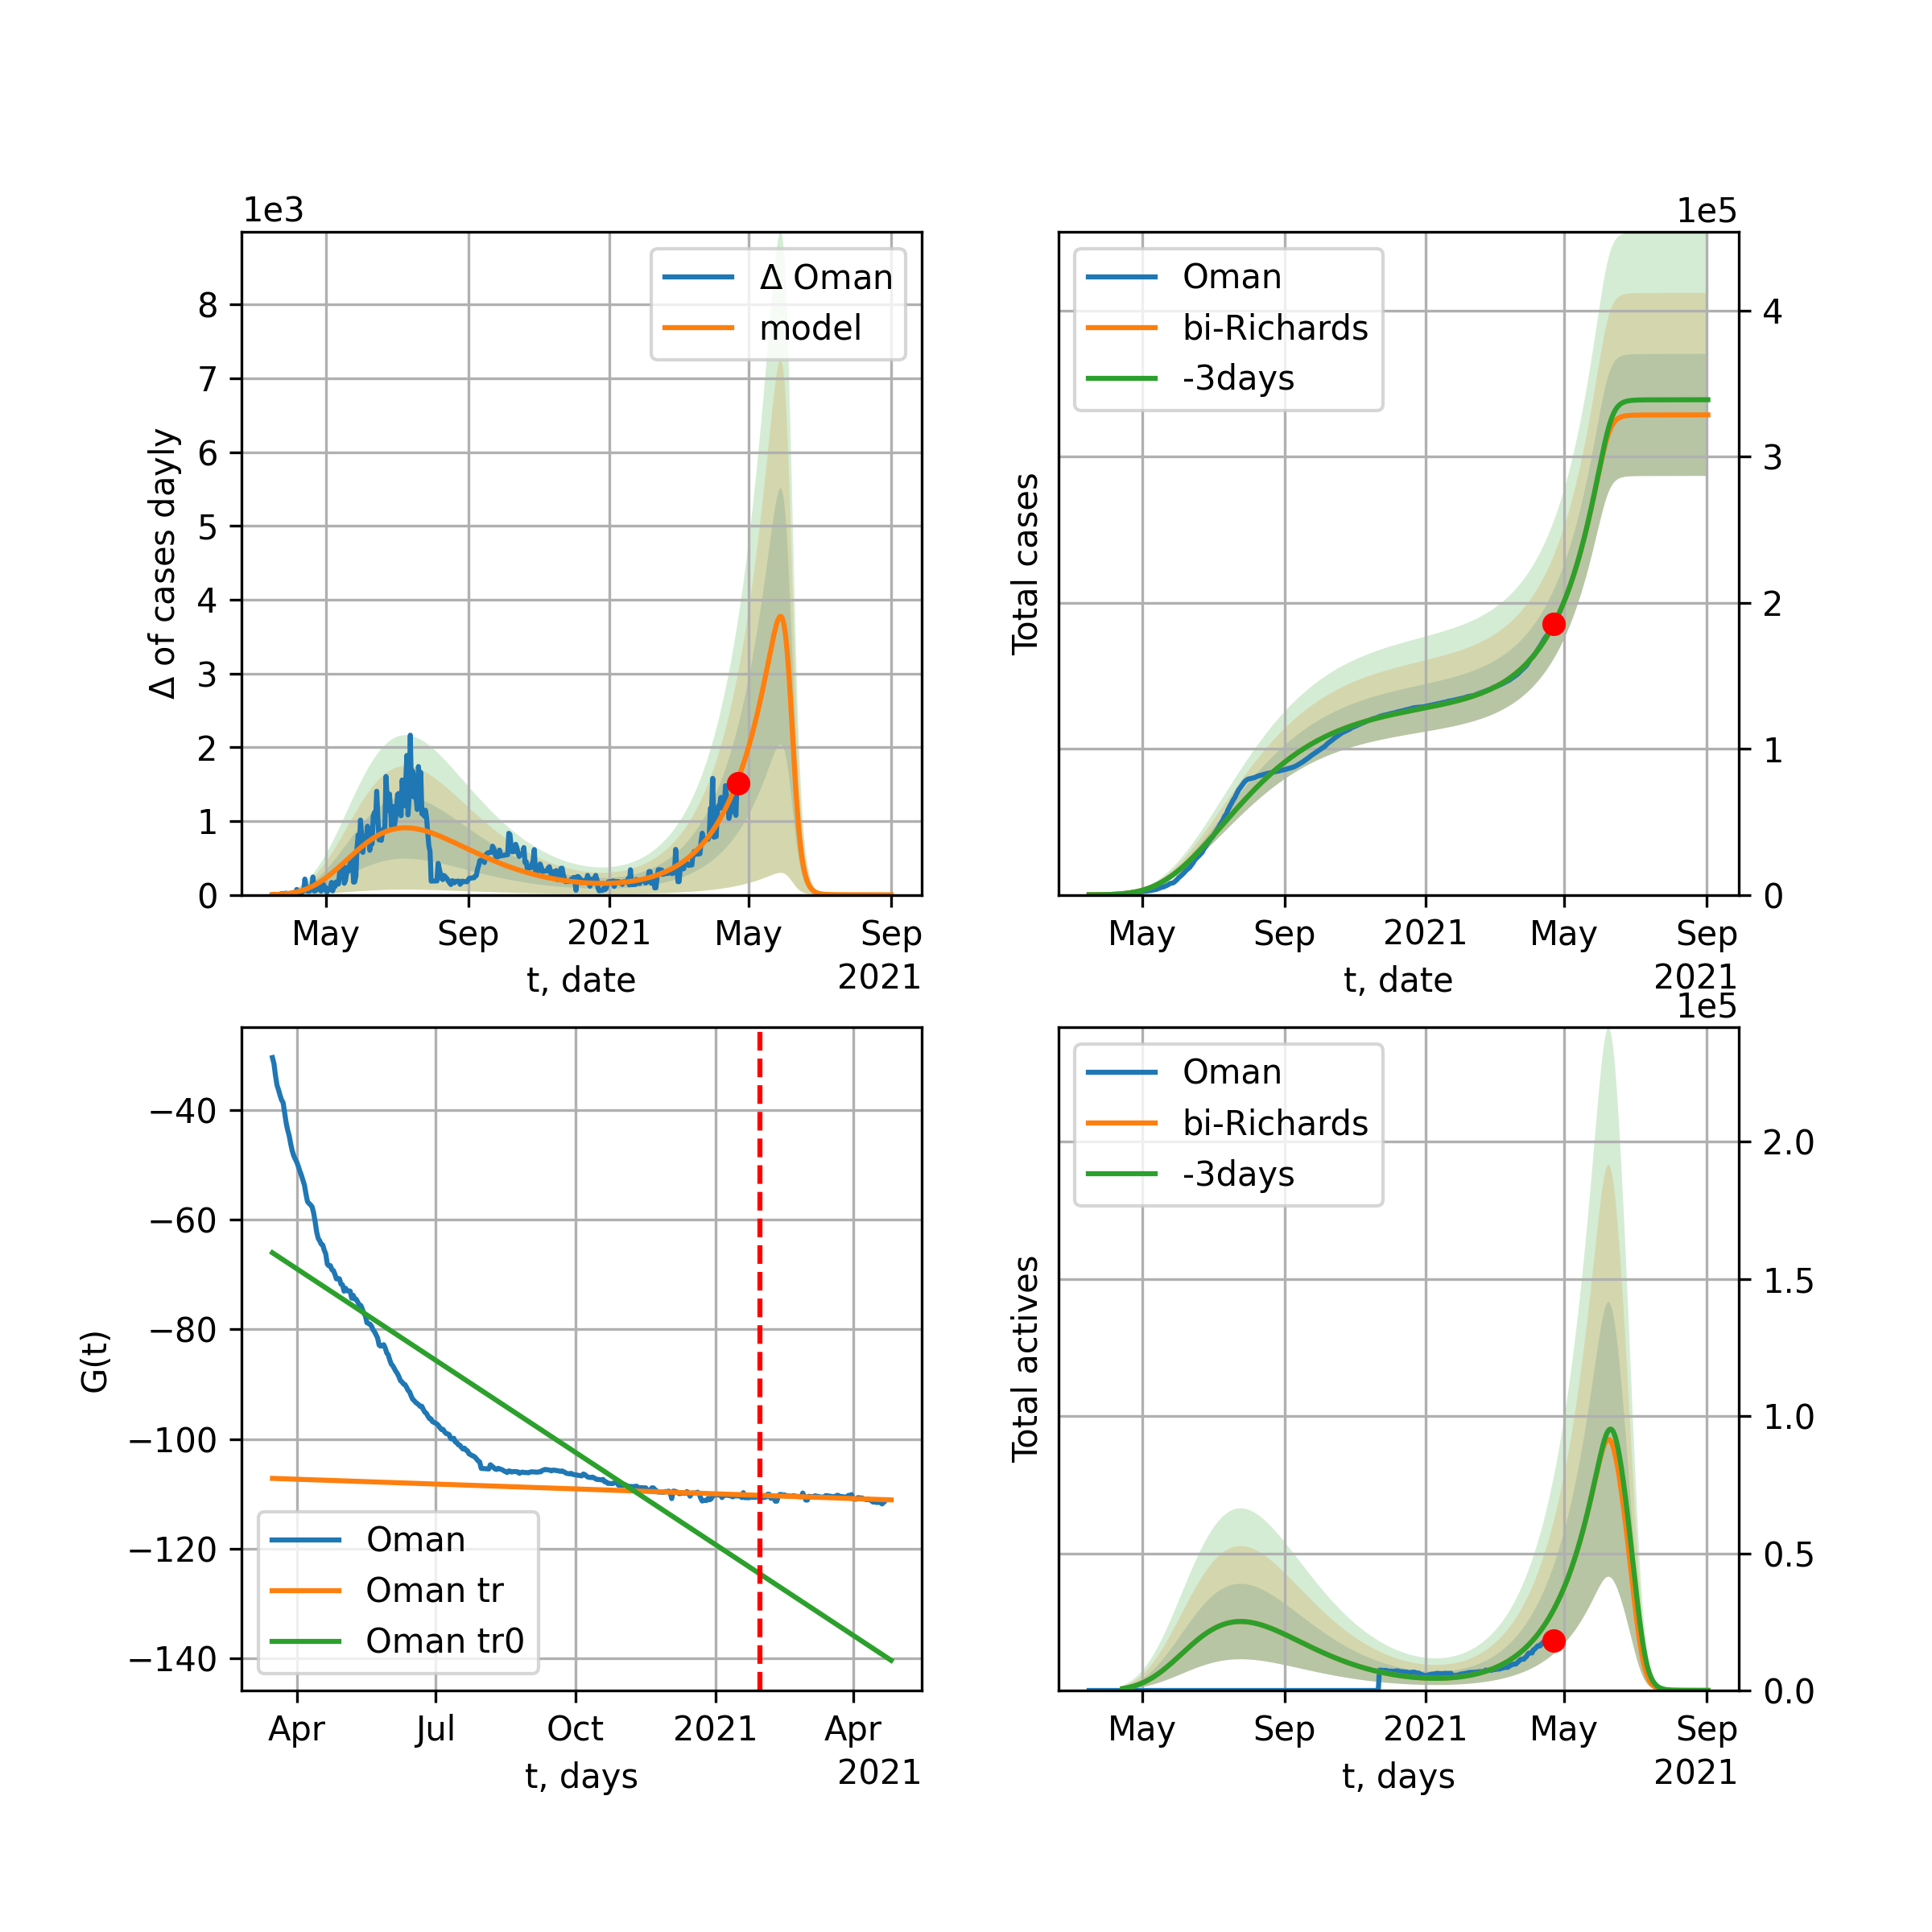 1e3
Δ of cases dayly
8
7
6
5
4
3
2
1
0
Δ Oman
model
May
Sep
2021
May
Sep
2021
t, date
1e5
Total cases
Oman
bi-Richards
-3days
4
3
2
1
0
May
Sep
2021
May
Sep
2021
t, date
G(t)
−40
−60
−80
−100
−120
−140
Oman
Oman tr
Oman tr0
Apr
Jul
Oct
2021
Apr
2021
t, days
1e5
Total actives
Oman
bi-Richards
-3days
2.0
1.5
1.0
0.5
0.0
May
Sep
2021
May
Sep
2021
t, days